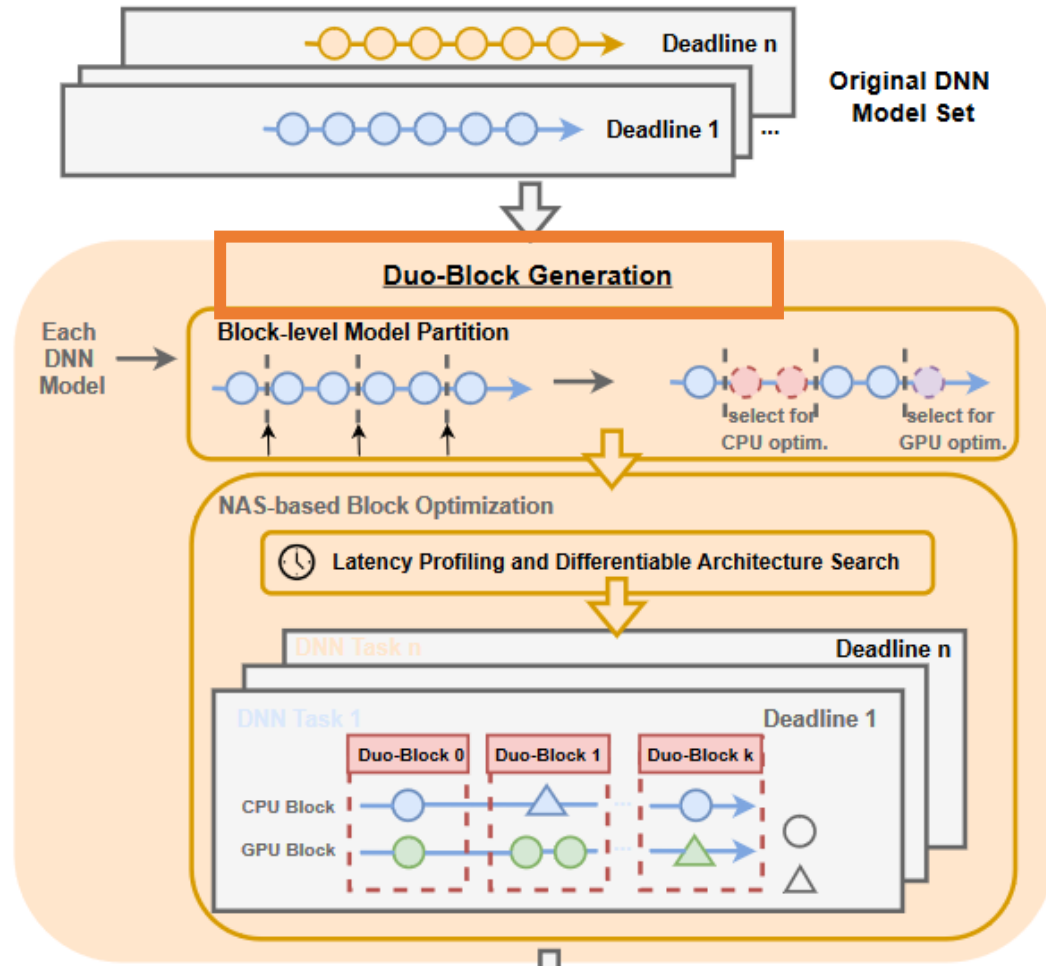 Deadline n
Original DNN
Model Set
Deadline 1
...
Duo-Block Generation
Each
DNN
Model
Block-level Model Partition
select for
CPU optim.
select for
GPU optim.
NAS-based Block Optimization
Latency Profiling and Differentiable Architecture Search
DNN Task n
Deadline n
DNN Task 1
Deadline 1
Duo-Block 0
Duo-Block 1
Duo-Block k
CPU Block
...
GPU Block
...